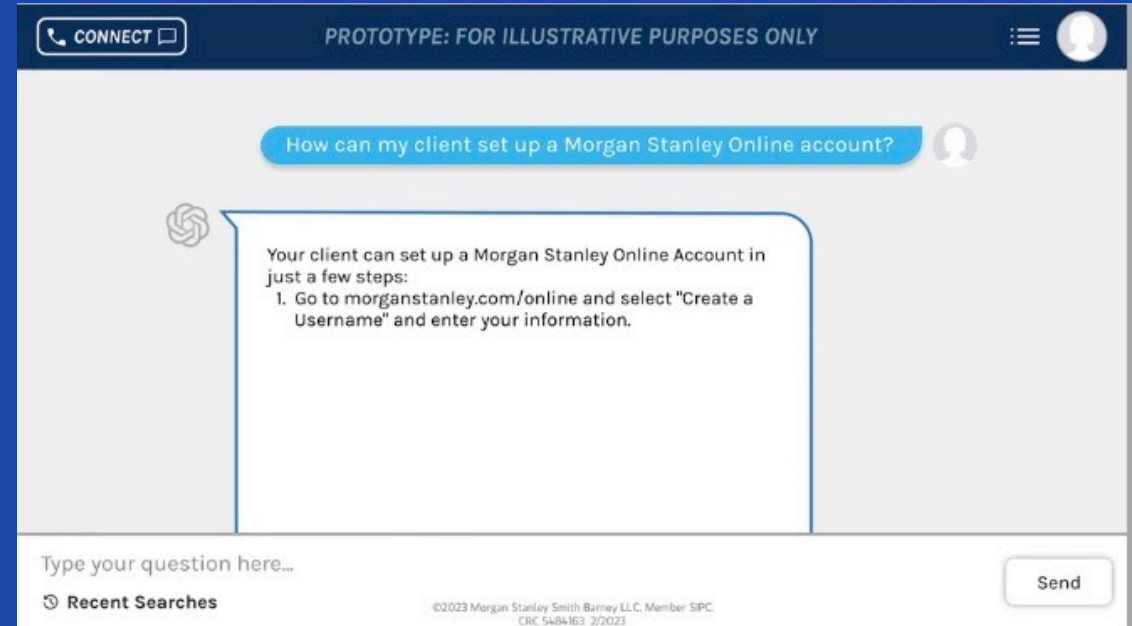 CONNECT
PROTOTYPE: FOR ILLUSTRATIVE PURPOSES ONLY
How can my client set up a Morgan Stanley Online account?
Your client can set up a Morgan Stanley Online Account in
just a few steps:
1. Go to morganstanley.com/online and select "Create a
Username" and enter your information.
Type your question here...
Send
Recent Searches
©2023 Morgan Stanley Smith Barney LLC. Member SIPC.
CRC 5484163 2/2023